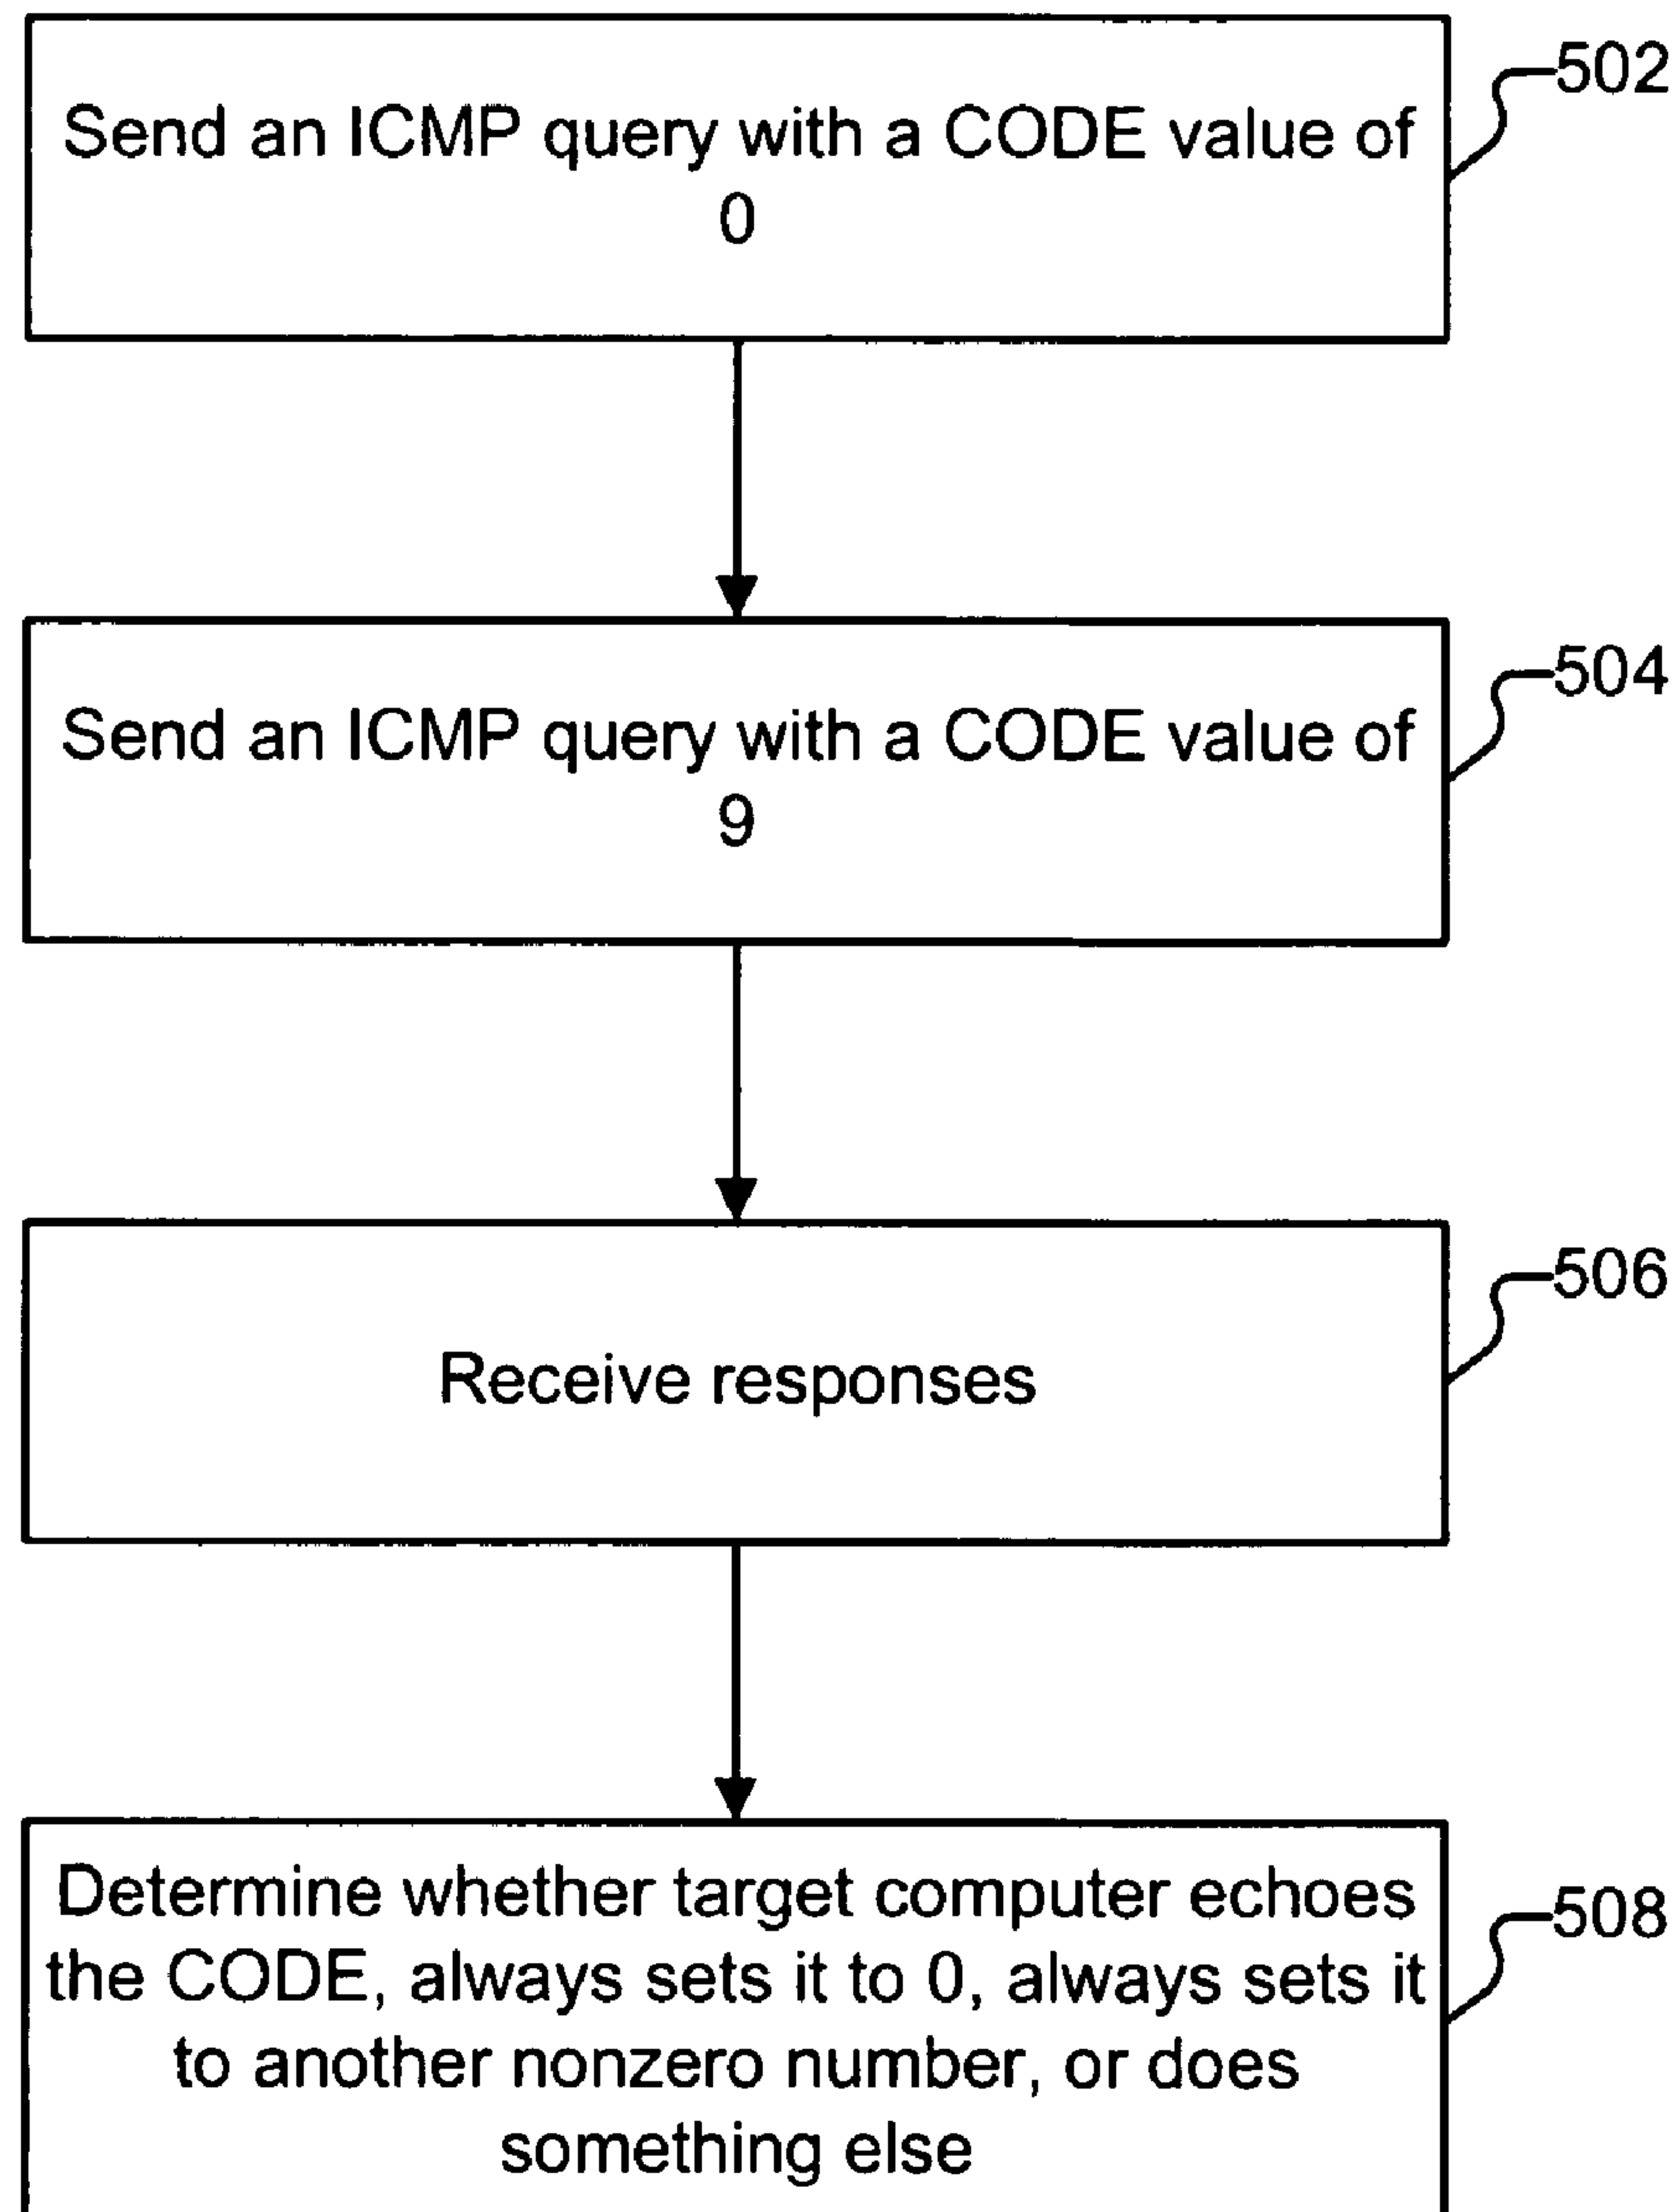 Send an ICMP query with a CODE value of
0
502
Send an ICMP query with a CODE value of
9
504
Receive responses
506
Determine whether target computer echoes
the CODE, always sets it to 0, always sets it
to another nonzero number, or does
something else
508